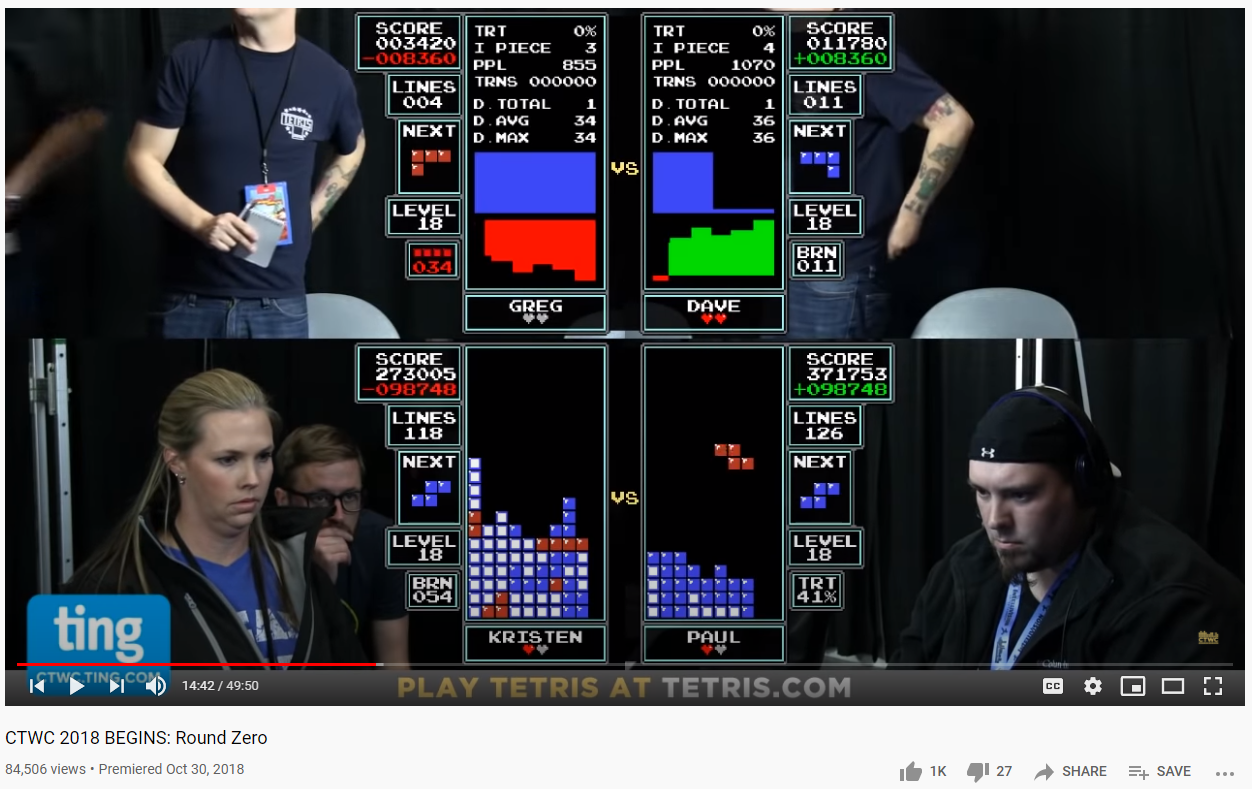 SCORE
003420
-008360
LINES
004
NEXT
LEVEL
18
034
TRT 0%
I PIECE 3
PPL 855
TRNS 000000
D.TOTAL 1
D.AVG 34
D.MAX 34
GREG
VS
TRT 0%
I PIECE 4
PPL 1070
TRNS 000000
D.TOTAL 1
D.AVG 36
D.MAX 36
DAVE
SCORE
011780
+008360
LINES
011
NEXT
LEVEL
18
BRN
011
TETRIS
SCORE
273005
-098748
LINES
118
NEXT
LEVEL
18
BRN
054
KRISTEN
VS
PAUL
SCORE
371753
+098748
LINES
126
NEXT
LEVEL
18
TRT
41%
ting
CTWC.TING.COM
CTWC
14:42 / 49:50
PLAY TETRIS AT TETRIS.COM
CC
CTWC 2018 BEGINS: Round Zero
84,506 views • Premiered Oct 30, 2018
1K
27
SHARE
SAVE